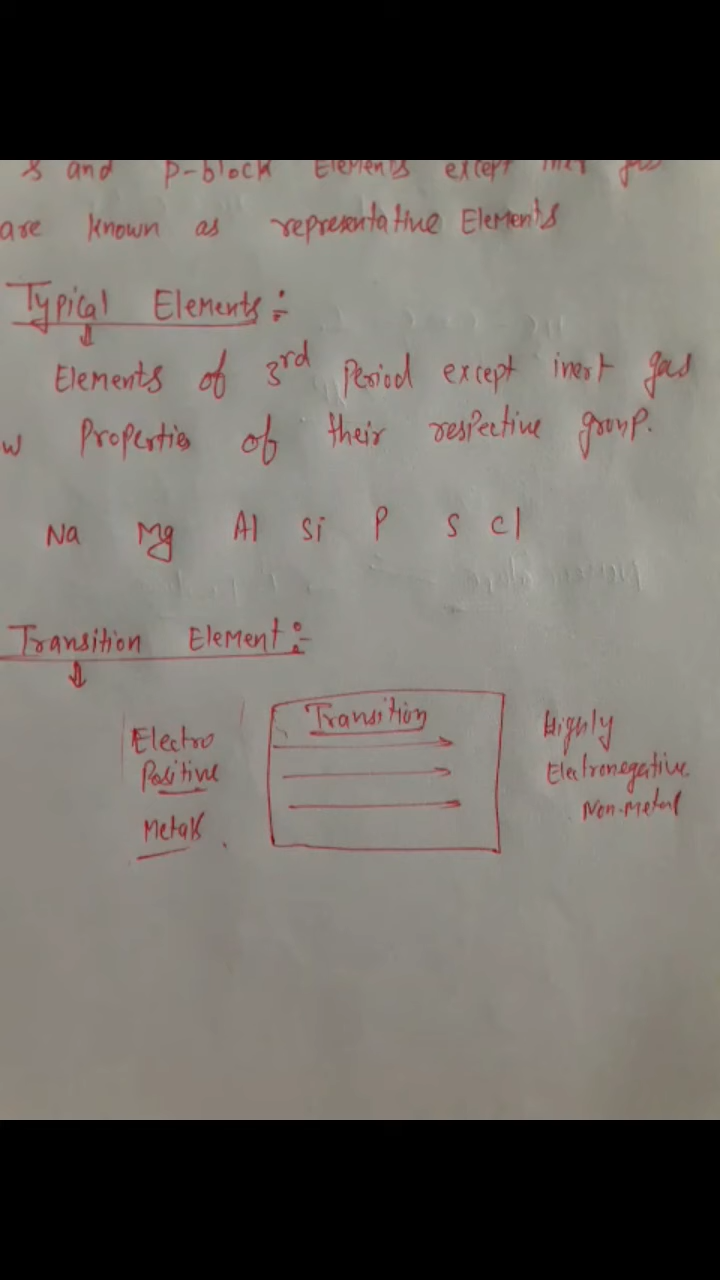 s and p-block Elements except iner gas
are known as representative Elements
Typical Elements :-
Elements of 3rd Period except inert gas
w Properties of their respective group.
Na Mg Al Si P S Cl
Transition Element :-
Transition
Electro
Positive
Metals
Highly
Electronegative
Non-metal